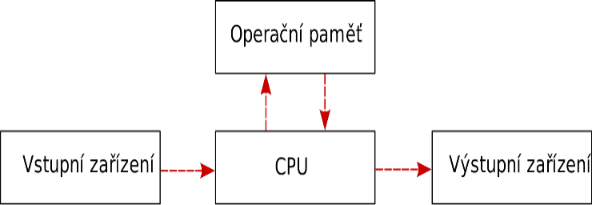 Operační paměť
Vstupní zařízení
CPU
Výstupní zařízení